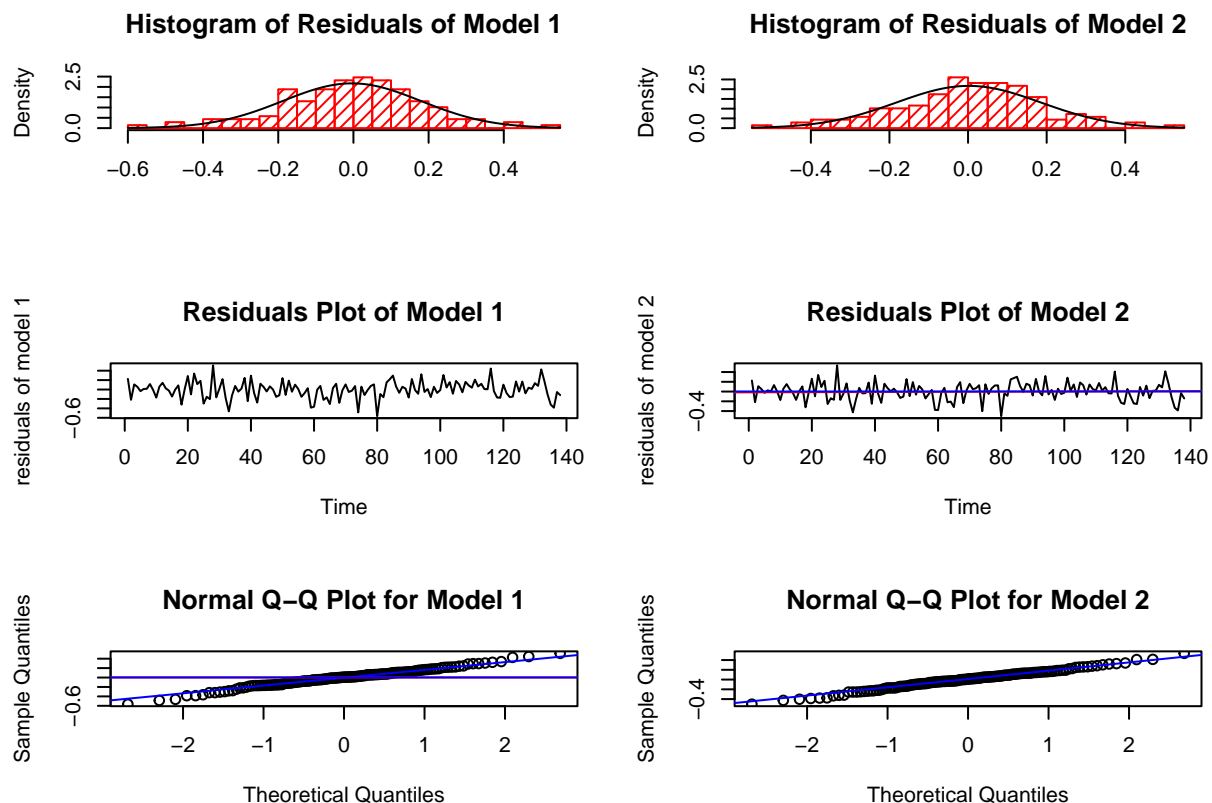 Histogram of Residuals of Model 1
Density
0.0 2.5
−0.6 −0.4 −0.2 0.0 0.2 0.4
Histogram of Residuals of Model 2
Density
0.0 2.5
−0.4 −0.2 0.0 0.2 0.4
Residuals Plot of Model 1
residuals of model 1
−0.6
0 20 40 60 80 100 120 140
Time
Residuals Plot of Model 2
residuals of model 2
−0.4
0 20 40 60 80 100 120 140
Time
Normal Q−Q Plot for Model 1
Sample Quantiles
−0.6
−2 −1 0 1 2
Theoretical Quantiles
Normal Q−Q Plot for Model 2
Sample Quantiles
−0.4
−2 −1 0 1 2
Theoretical Quantiles